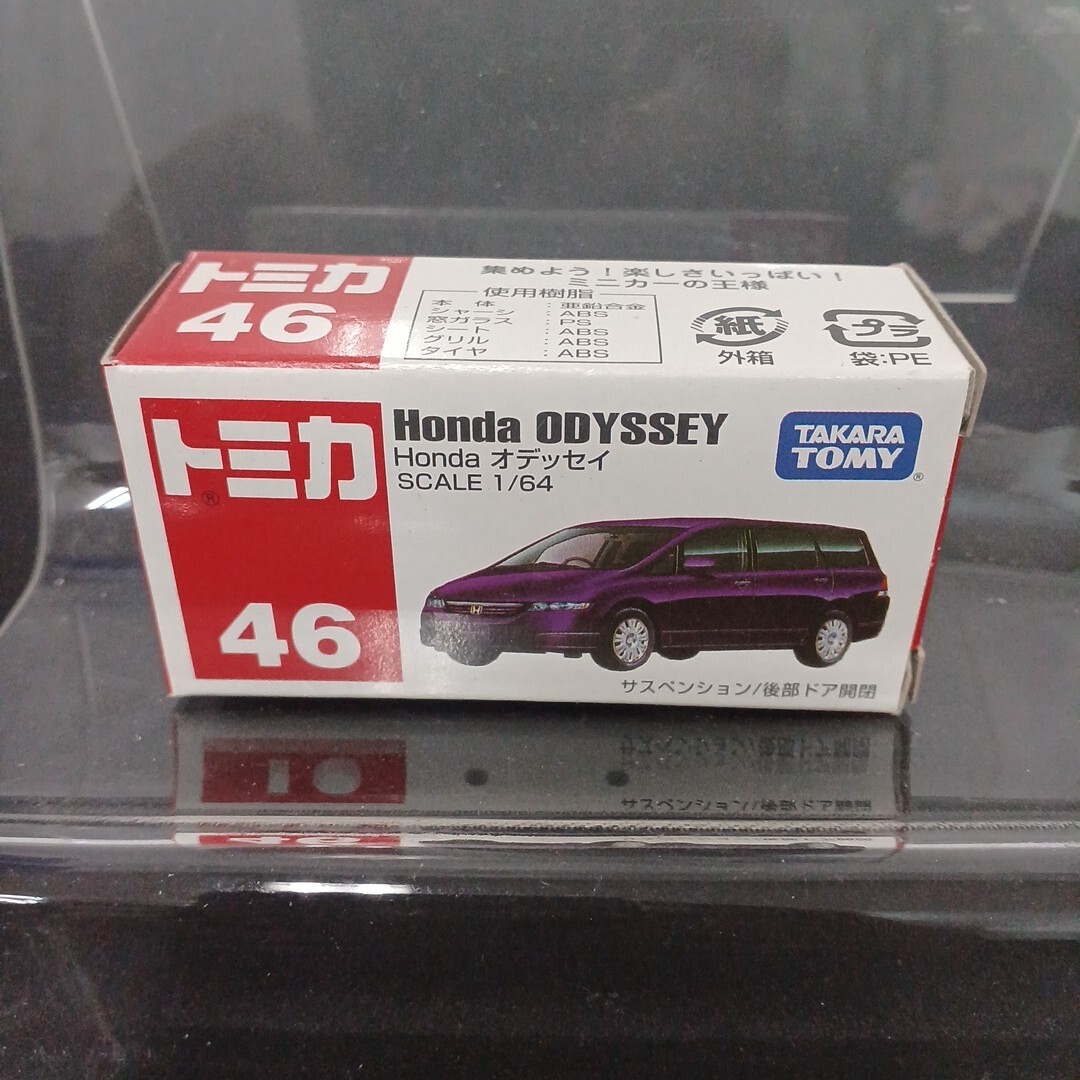 トミカ
46
集めよう!楽しさいっぱい!
ミニカーの王様
使用樹脂
本体 : 亜鉛合金
シャーシ : ABS
窓ガラス : PS
シート : ABS
グリル : ABS
タイヤ : ABS
紙
外箱
プラ
袋:PE
トミカ®
46
Honda ODYSSEY
Honda オデッセイ
SCALE 1/64
TAKARA
TOMY®
サスペンション/後部ドア開閉